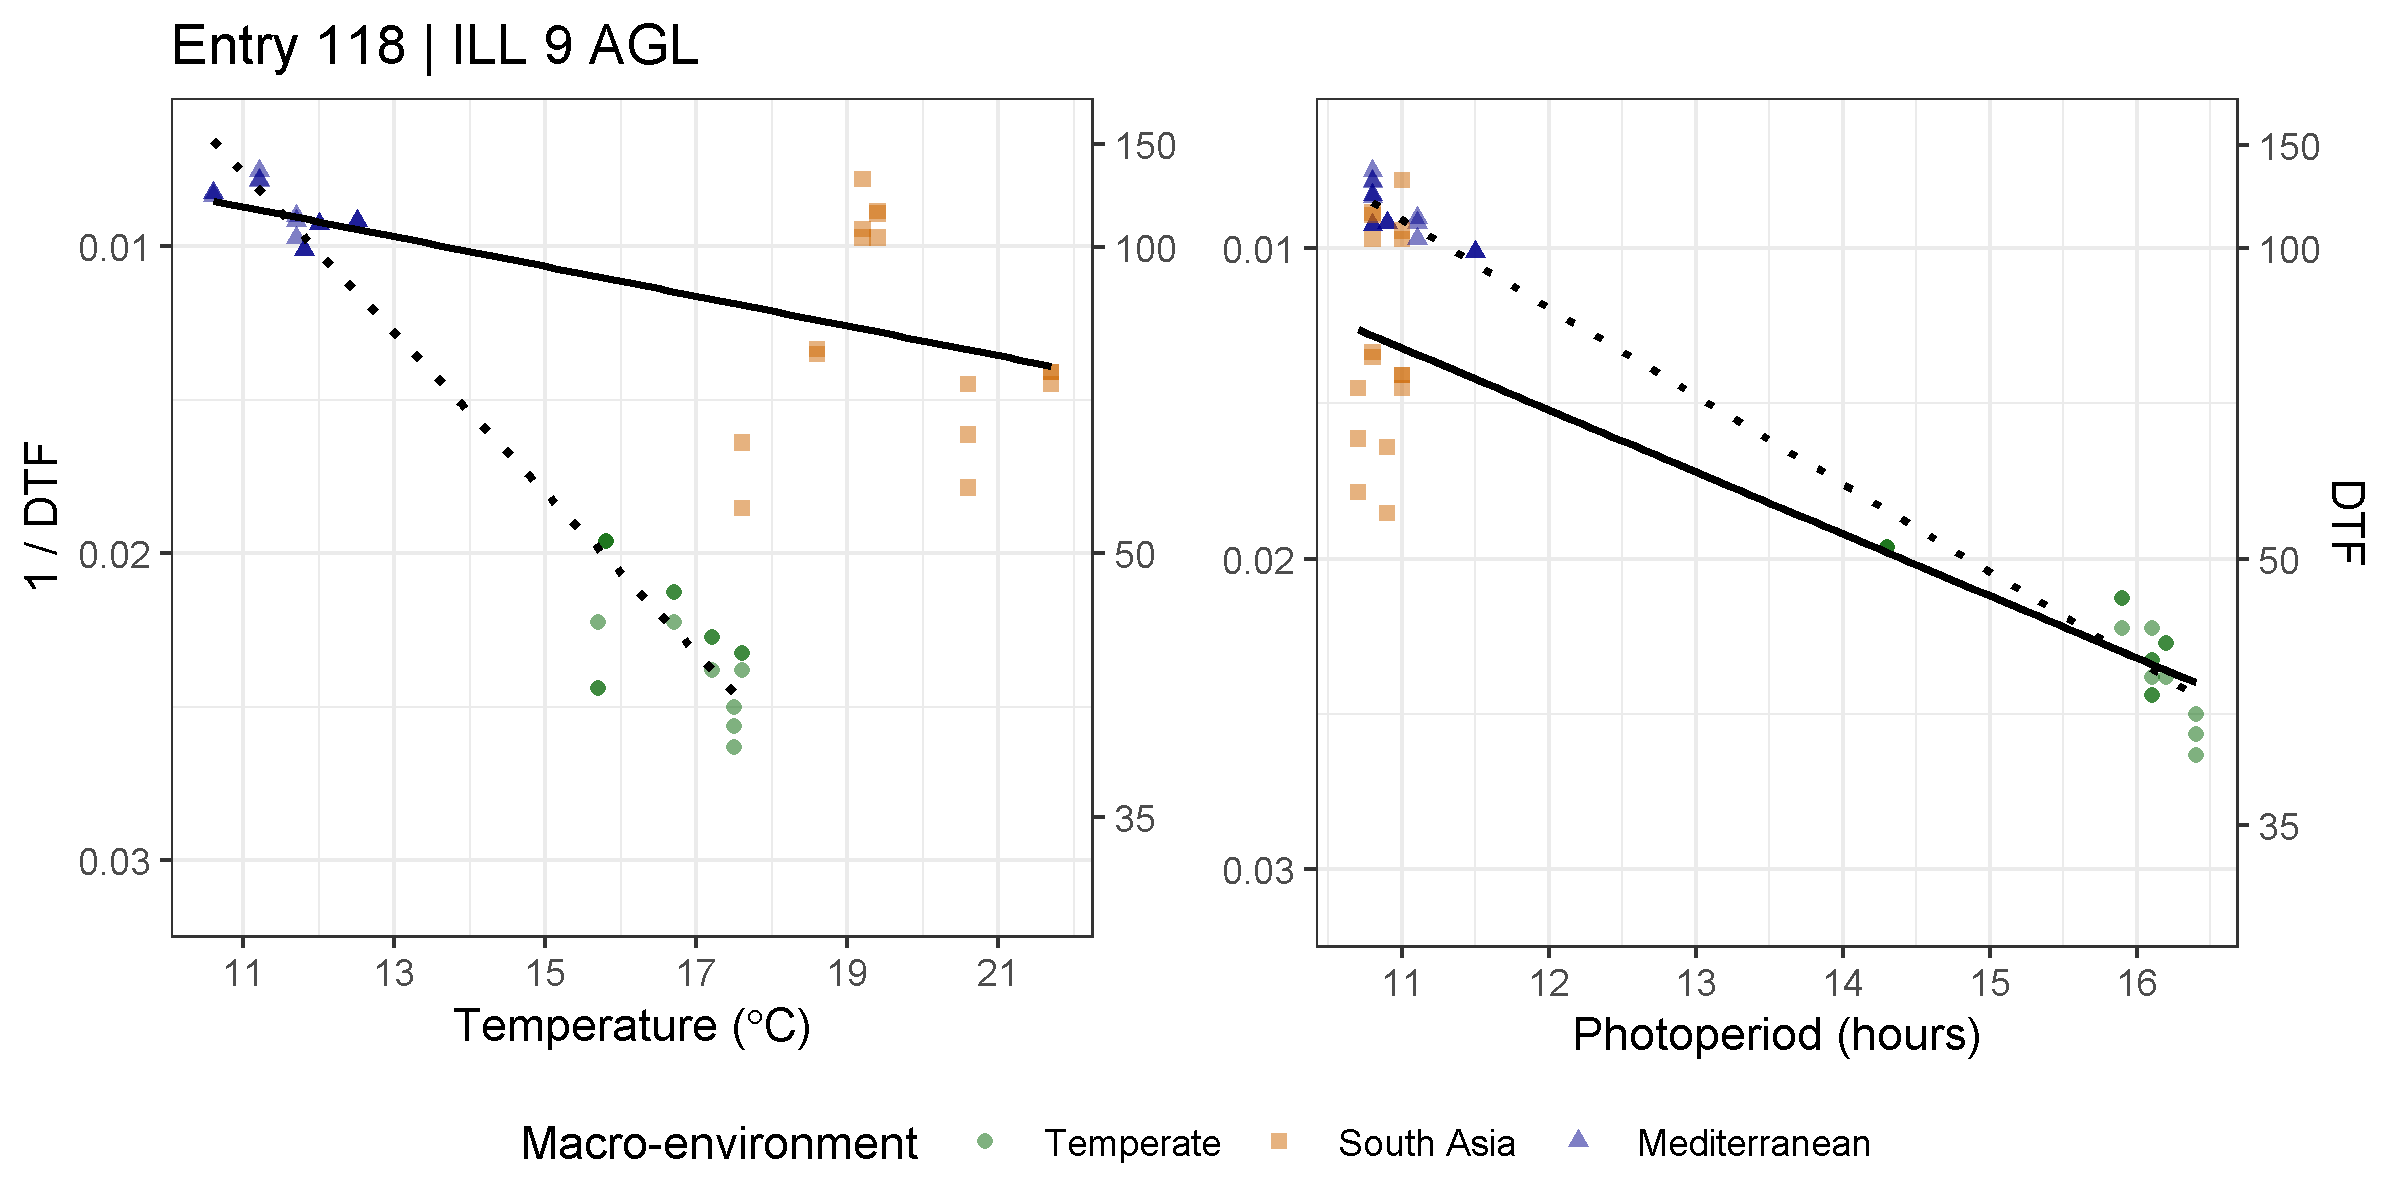 Entry 118 | ILL 9 AGL
1 / DTF
0.01
0.02
0.03
150
100
50
35
11 13 15 17 19 21
Temperature (°C)
0.01
0.02
0.03
150
100
50
35
DTF
11 12 13 14 15 16
Photoperiod (hours)
Macro-environment Temperate South Asia Mediterranean